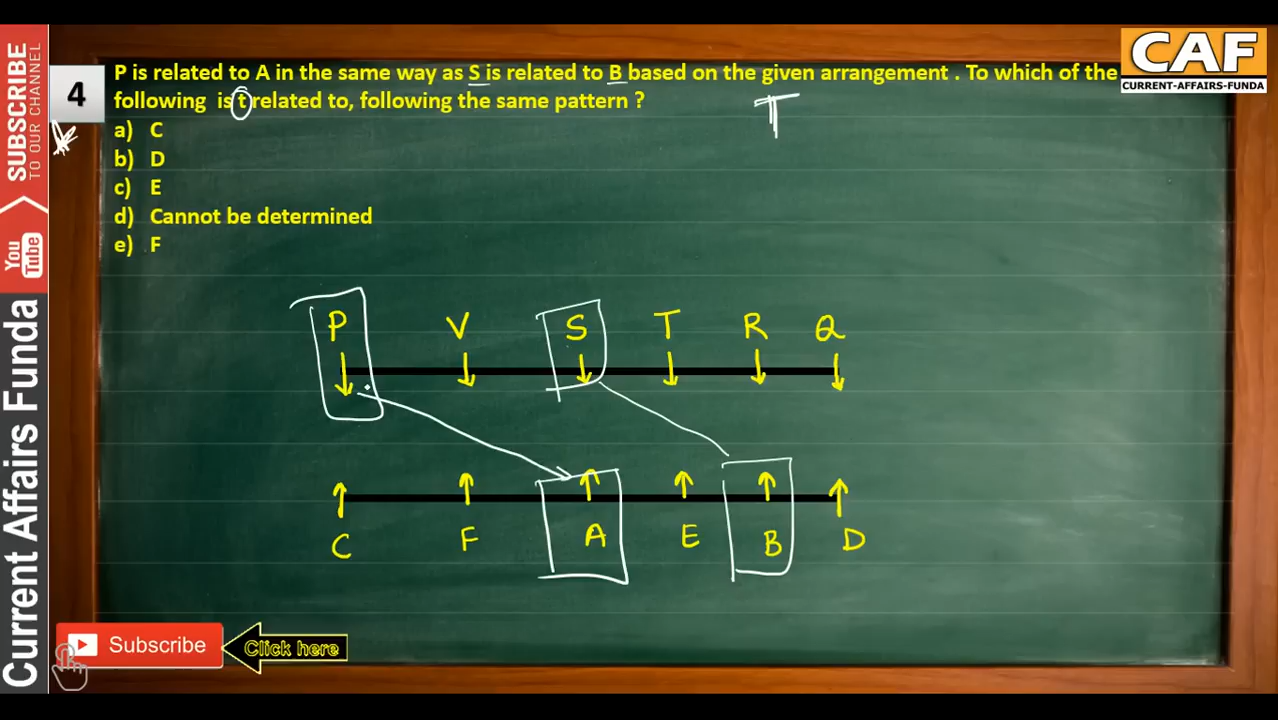 SUBSCRIBE
TO OUR CHANNEL
You
Tube
Current Affairs Funda
CAF
CURRENT-AFFAIRS-FUNDA
4
P is related to A in the same way as S is related to B based on the given arrangement . To which of the
following is t related to, following the same pattern ?
T
a) C
b) D
c) E
d) Cannot be determined
e) F
P V S T R Q
C F A E B D
Subscribe
Click here